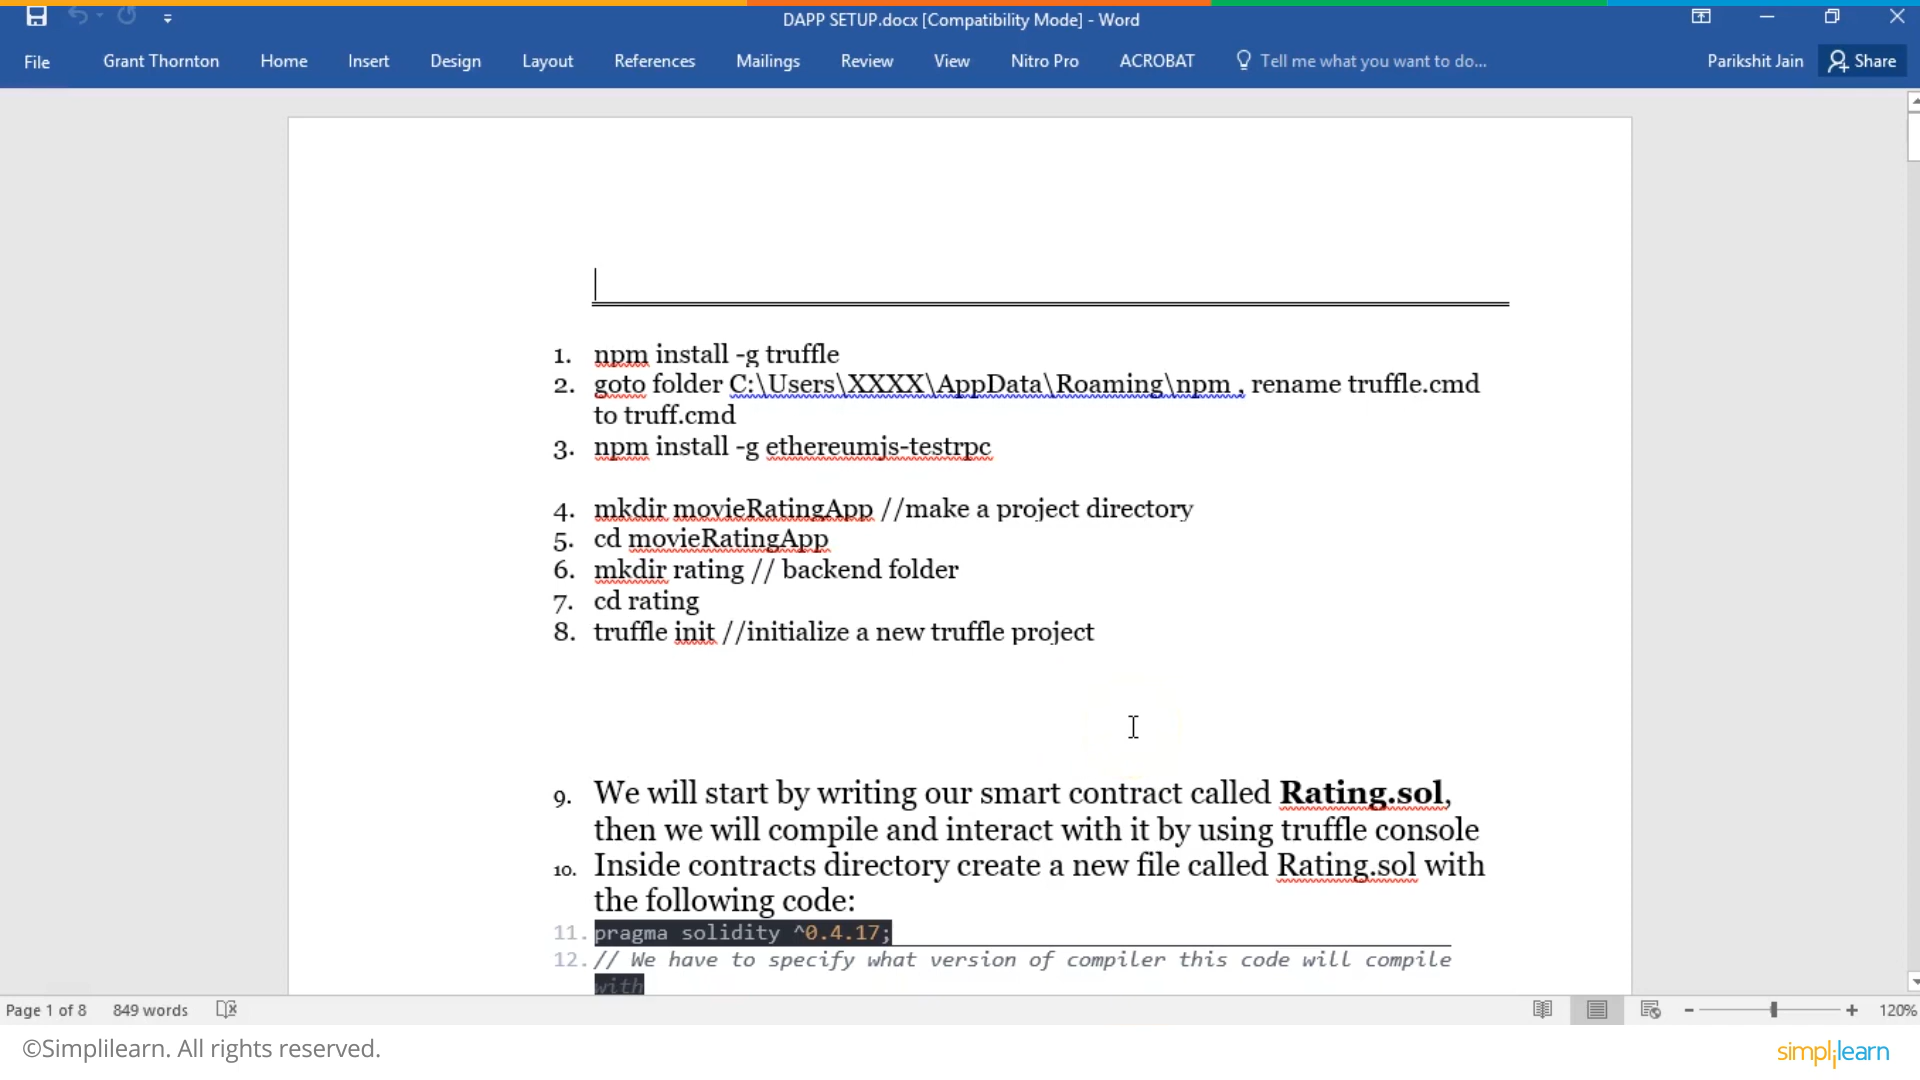 DAPP SETUP.docx [Compatibility Mode] - Word
File Grant Thornton Home Insert Design Layout References Mailings Review View Nitro Pro ACROBAT Tell me what you want to do... Parikshit Jain Share
1. npm install -g truffle
2. goto folder C:\Users\XXXX\AppData\Roaming\npm , rename truffle.cmd
to truff.cmd
3. npm install -g ethereumjs-testrpc
4. mkdir movieRatingApp //make a project directory
5. cd movieRatingApp
6. mkdir rating // backend folder
7. cd rating
8. truffle init //initialize a new truffle project
9. We will start by writing our smart contract called Rating.sol,
then we will compile and interact with it by using truffle console
10. Inside contracts directory create a new file called Rating.sol with
the following code:
11. pragma solidity ^0.4.17;
12. // We have to specify what version of compiler this code will compile
with
Page 1 of 8 849 words 120%
©Simplilearn. All rights reserved.
simplilearn